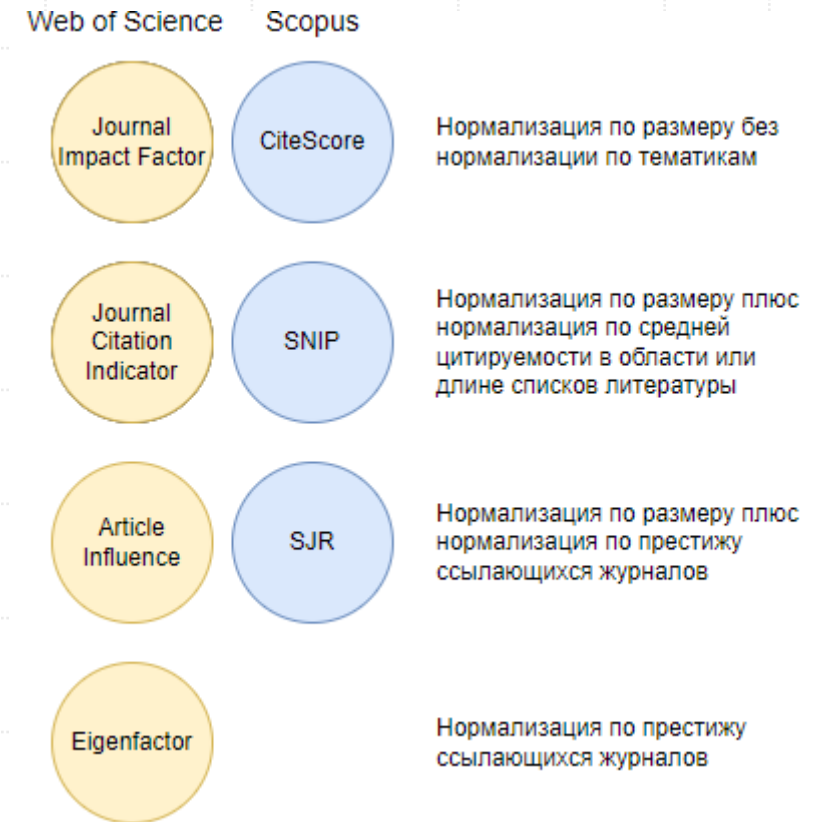 Web of Science Scopus
Journal
Impact Factor
CiteScore
Нормализация по размеру без
нормализации по тематикам
Journal
Citation
Indicator
SNIP
Нормализация по размеру плюс
нормализация по средней
цитируемости в области или
длине списков литературы
Article
Influence
SJR
Нормализация по размеру плюс
нормализация по престижу
ссылающихся журналов
Eigenfactor
Нормализация по престижу
ссылающихся журналов